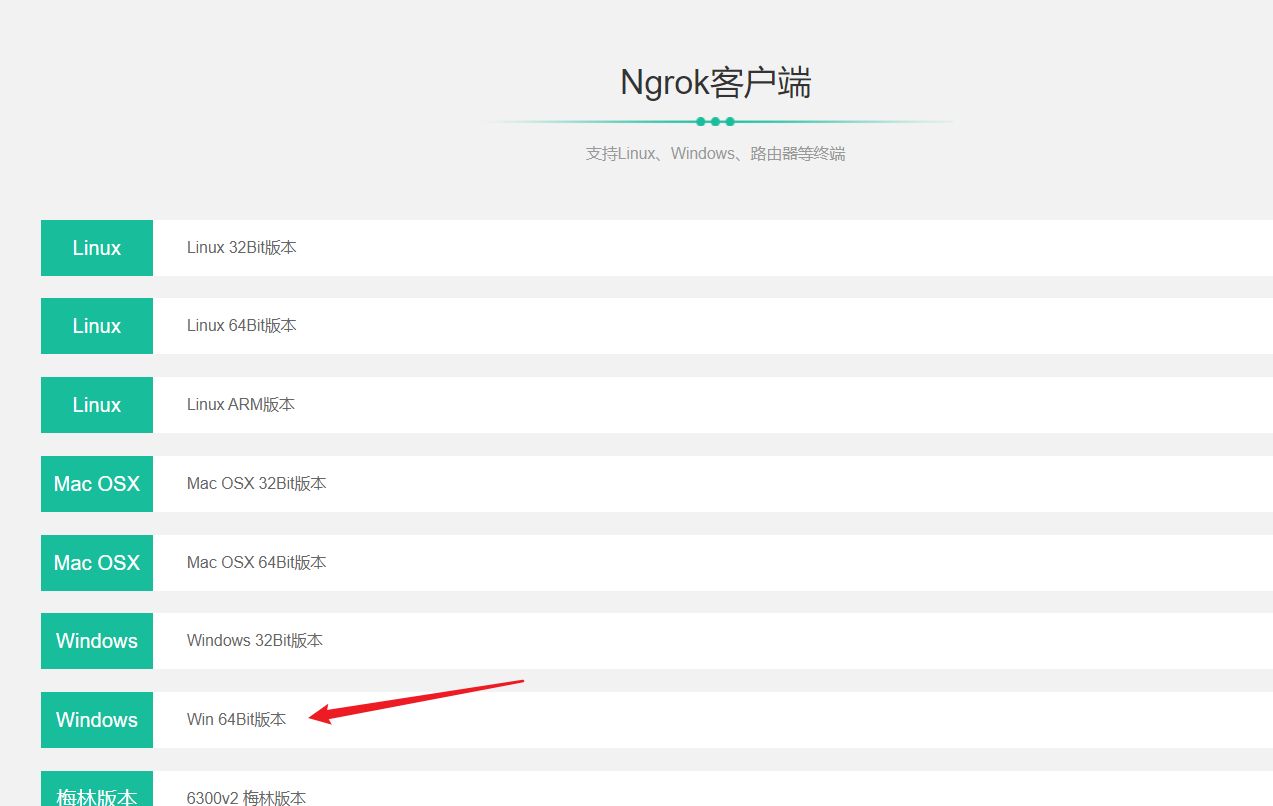 Ngrok客户端
支持Linux、Windows、路由器等终端
Linux Linux 32Bit版本
Linux Linux 64Bit版本
Linux Linux ARM版本
Mac OSX Mac OSX 32Bit版本
Mac OSX Mac OSX 64Bit版本
Windows Windows 32Bit版本
Windows Win 64Bit版本
梅林版本 6300v2 梅林版本